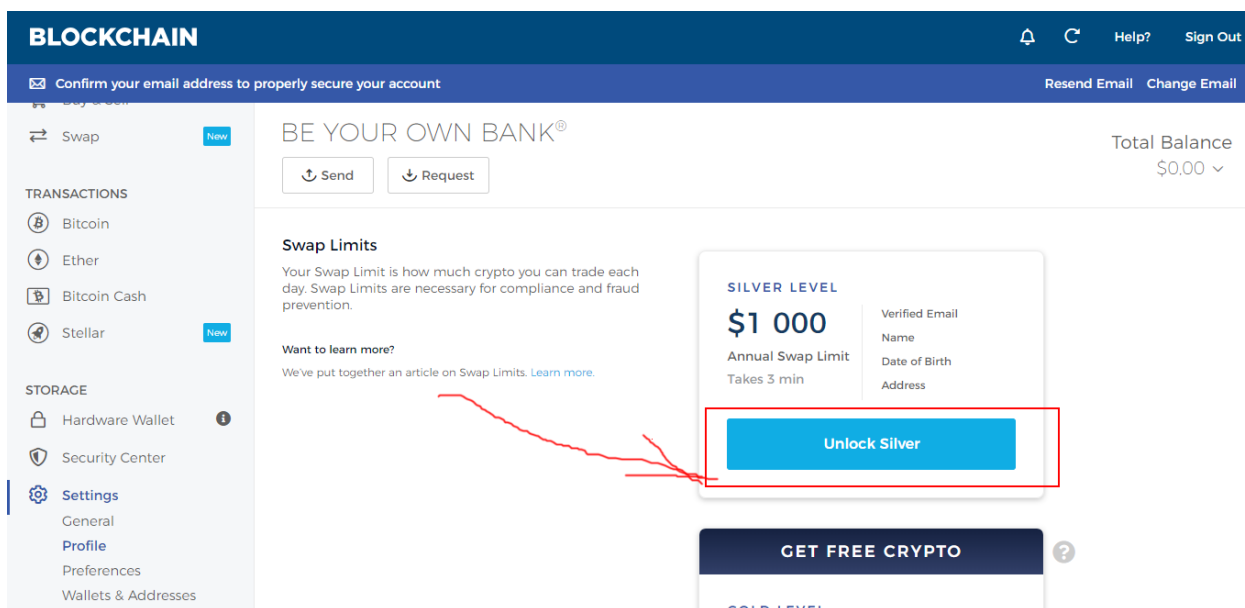 BLOCKCHAIN
Help?
Sign Out
Confirm your email address to properly secure your account
Resend Email
Change Email
Buy & Sell
Swap
New
TRANSACTIONS
Bitcoin
Ether
Bitcoin Cash
Stellar
New
STORAGE
Hardware Wallet
Security Center
Settings
General
Profile
Preferences
Wallets & Addresses
BE YOUR OWN BANK®
Send
Request
Total Balance
$0.00
Swap Limits
Your Swap Limit is how much crypto you can trade each
day. Swap Limits are necessary for compliance and fraud
prevention.
Want to learn more?
We've put together an article on Swap Limits. Learn more.
SILVER LEVEL
$1 000
Annual Swap Limit
Takes 3 min
Verified Email
Name
Date of Birth
Address
Unlock Silver
GET FREE CRYPTO
?
GOLD LEVEL